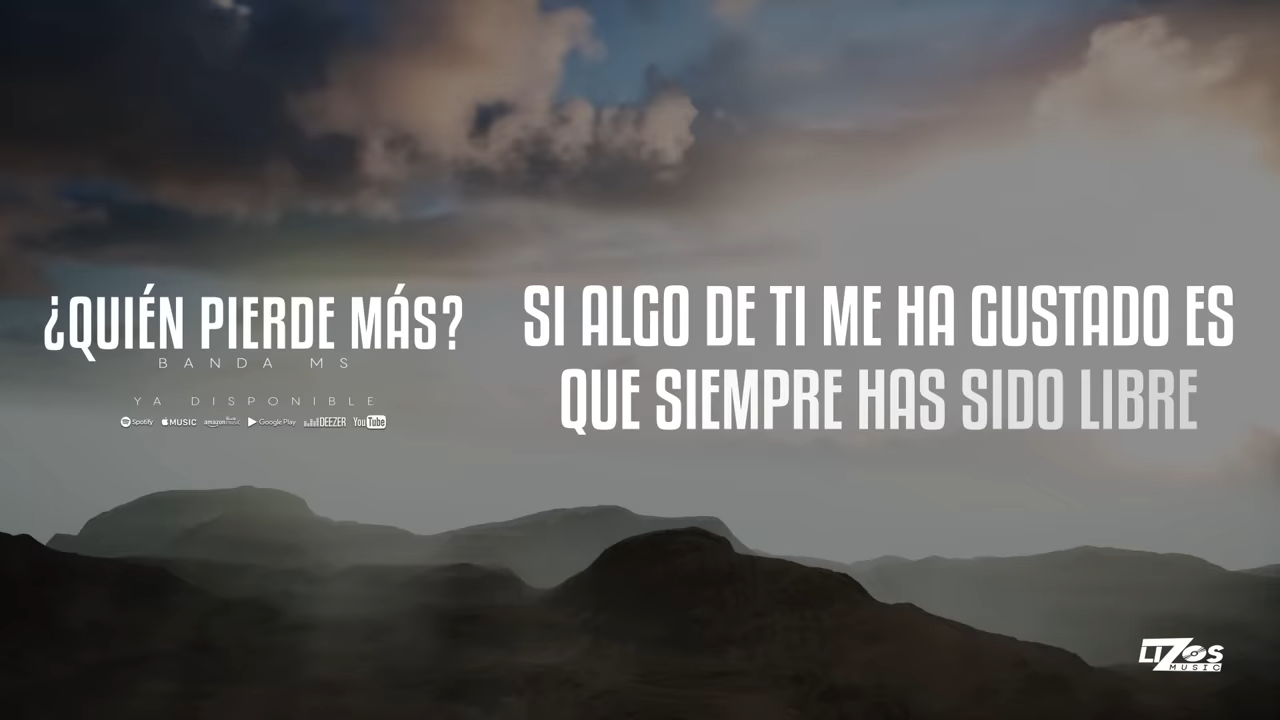 ¿QUIÉN PIERDE MÁS?
BANDA MS
YA DISPONIBLE
Spotify MUSIC amazon music Google Play DEEZER YouTube
SI ALGO DE TI ME HA GUSTADO ES
QUE SIEMPRE HAS SIDO LIBRE
LIZOS
MUSIC